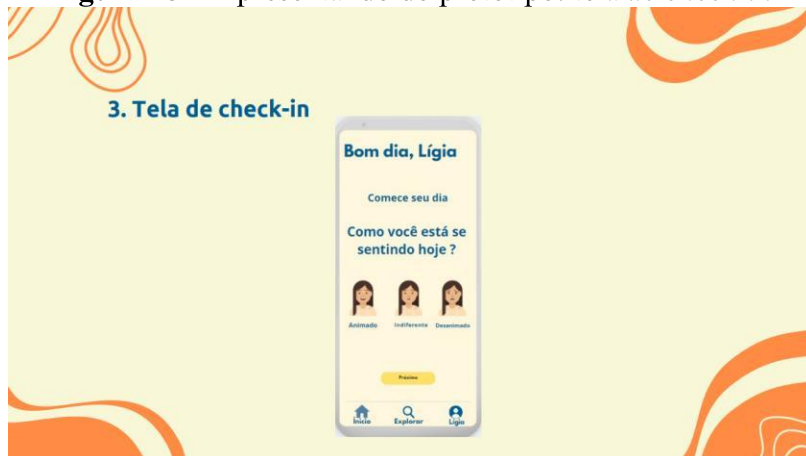 3. Tela de check-in
Bom dia, Lígia
Comece seu dia
Como você está se
sentindo hoje ?
Animado Indiferente Desanimado
Próximo
Início Explorar Lígia